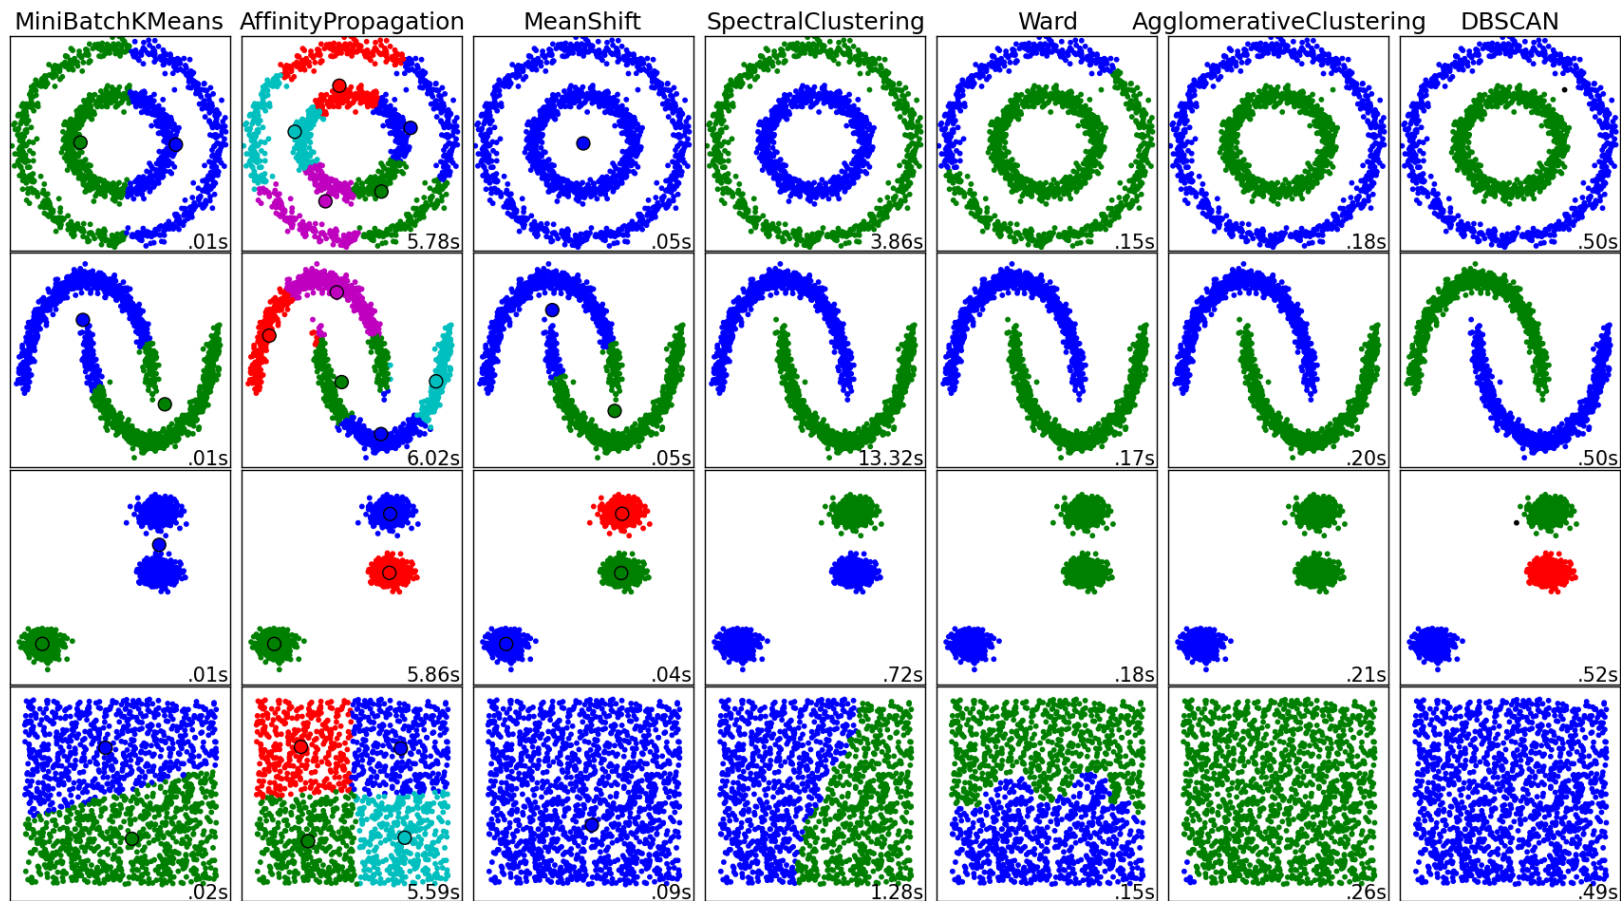 MiniBatchKMeans AffinityPropagation MeanShift SpectralClustering Ward AgglomerativeClustering DBSCAN
.01s 5.78s .05s 3.86s .15s .18s .50s
.01s 6.02s .05s 13.32s .17s .20s .50s
.01s 5.86s .04s .72s .18s .21s .52s
.02s 5.59s .09s 1.28s .15s .26s .49s